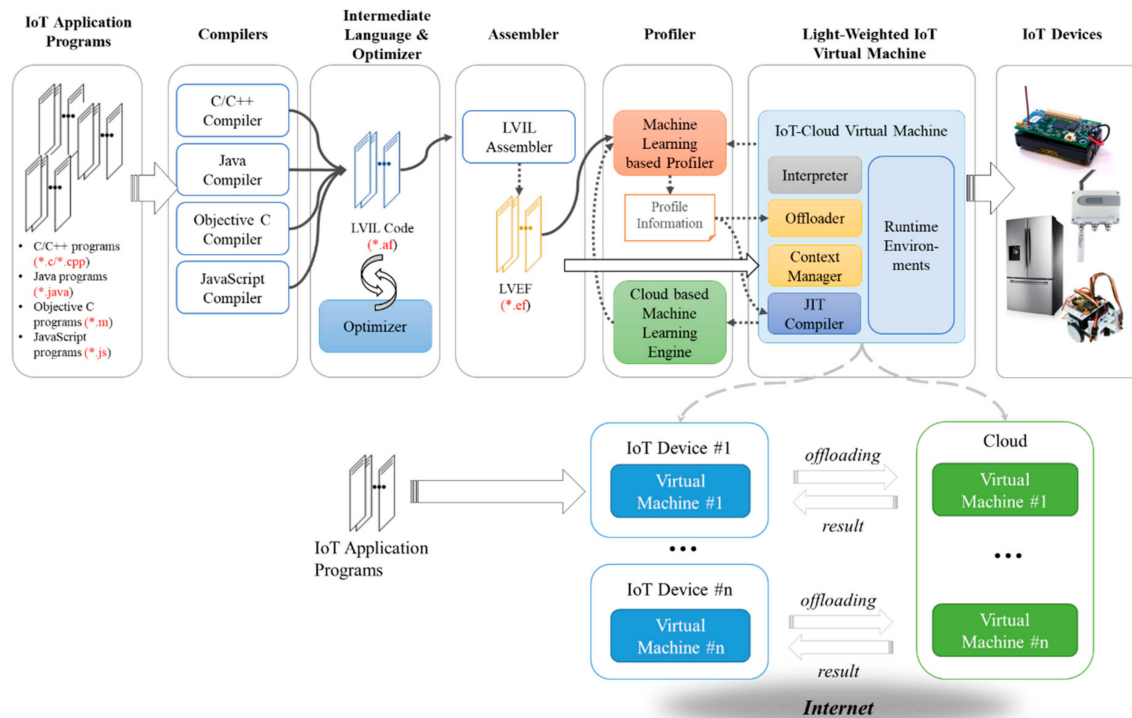 IoT Application
Programs
Compilers
Intermediate
Language &
Optimizer
Assembler
Profiler
Light-Weighted IoT
Virtual Machine
IoT Devices
•••
•••
•••
•••
• C/C++ programs
(*.c/*.cpp)
• Java programs
(*.java)
• Objective C
programs (*.m)
• JavaScript
programs (*.js)
C/C++
Compiler
Java
Compiler
Objective C
Compiler
JavaScript
Compiler
•••
LVIL Code
(*.af)
Optimizer
LVIL
Assembler
•••
LVEF
(*.ef)
Machine
Learning
based Profiler
Profile
Information
Cloud based
Machine
Learning
Engine
IoT-Cloud Virtual Machine
Interpreter
Offloader
Context
Manager
JIT
Compiler
Runtime
Environ-
ments
•••
IoT Application
Programs
IoT Device #1
Virtual
Machine #1
•••
IoT Device #n
Virtual
Machine #n
offloading
result
offloading
result
Cloud
Virtual
Machine #1
•••
Virtual
Machine #n
Internet